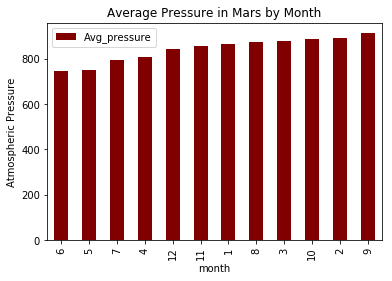 Average Pressure in Mars by Month
Avg_pressure
Atmospheric Pressure
800
600
400
200
0
6 5 7 4 12 11 1 8 3 10 2 9
month